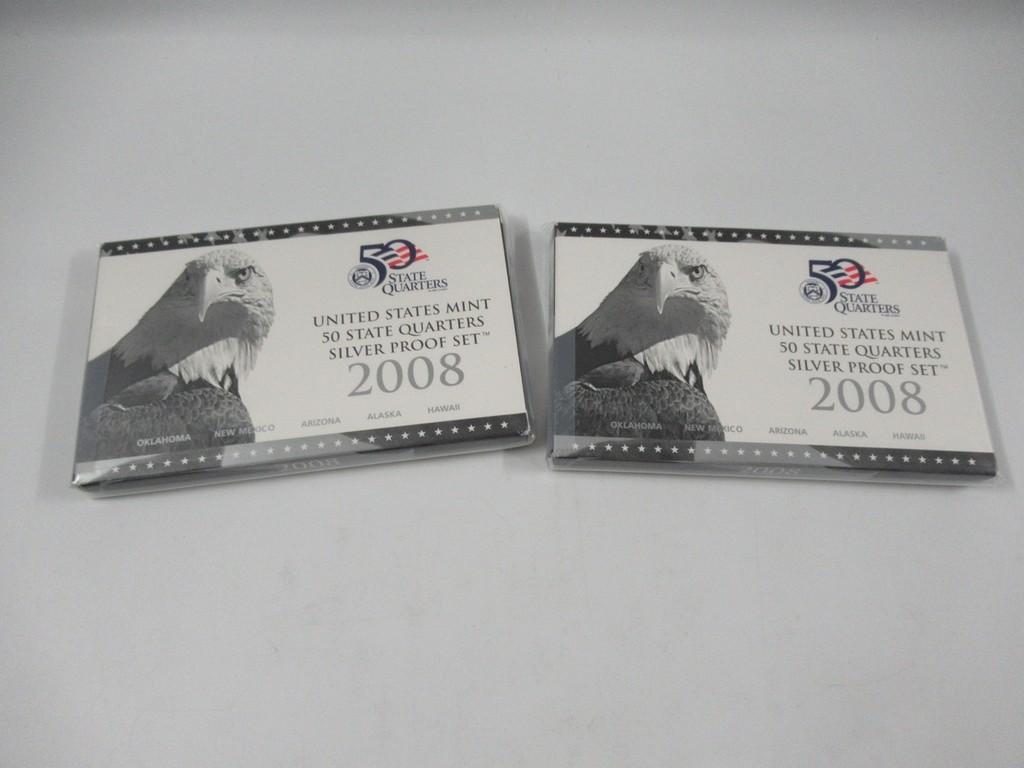 50
STATE
QUARTERS
UNITED STATES MINT
50 STATE QUARTERS
SILVER PROOF SET™
2008
OKLAHOMA NEW MEXICO ARIZONA ALASKA HAWAII
2008
50
STATE
QUARTERS
UNITED STATES MINT
50 STATE QUARTERS
SILVER PROOF SET™
2008
OKLAHOMA NEW MEXICO ARIZONA ALASKA HAWAII
2008